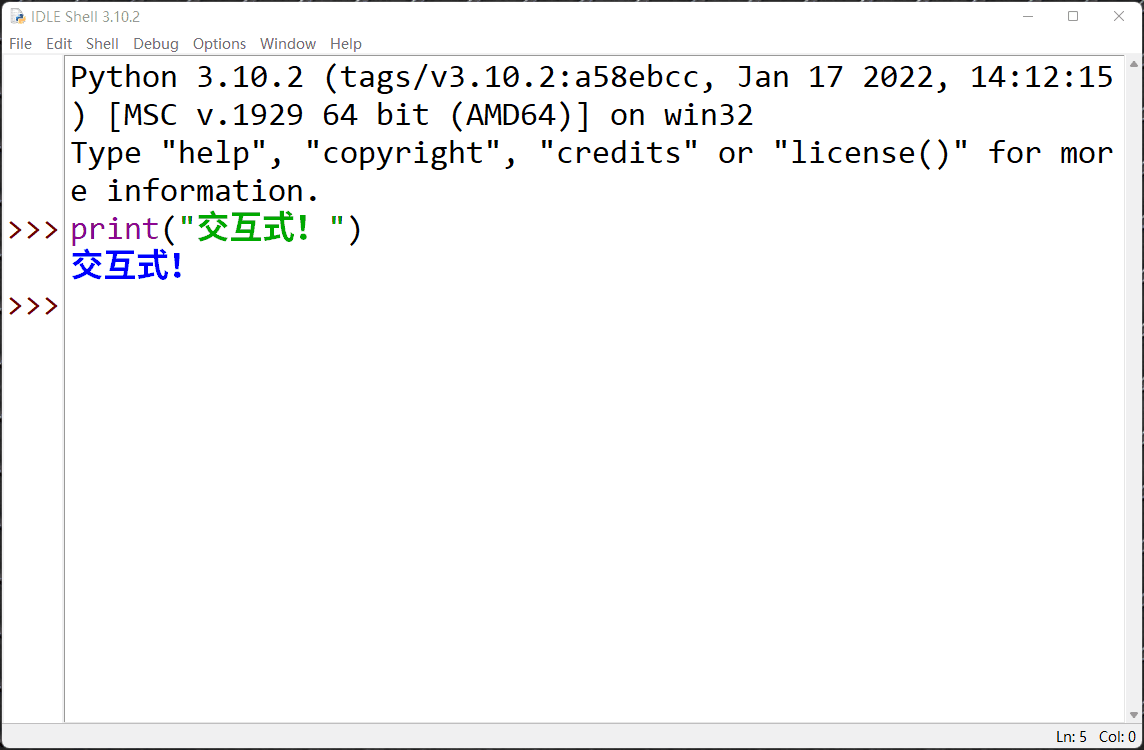 IDLE Shell 3.10.2
File Edit Shell Debug Options Window Help
Python 3.10.2 (tags/v3.10.2:a58ebcc, Jan 17 2022, 14:12:15
) [MSC v.1929 64 bit (AMD64)] on win32
Type "help", "copyright", "credits" or "license()" for mor
e information.
>>> print("交互式！")
交互式！
>>>
Ln: 5 Col: 0